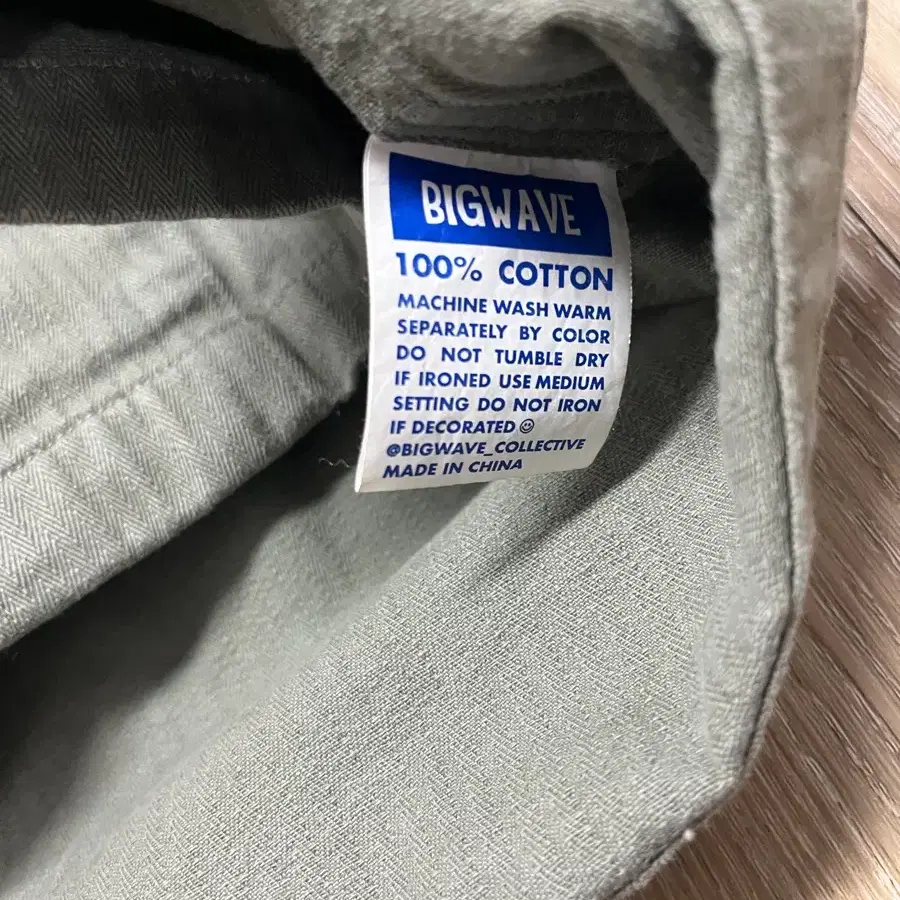 BIGWAVE
100% COTTON
MACHINE WASH WARM
SEPARATELY BY COLOR
DO NOT TUMBLE DRY
IF IRONED USE MEDIUM
SETTING DO NOT IRON
IF DECORATED ☺
@BIGWAVE_COLLECTIVE
MADE IN CHINA